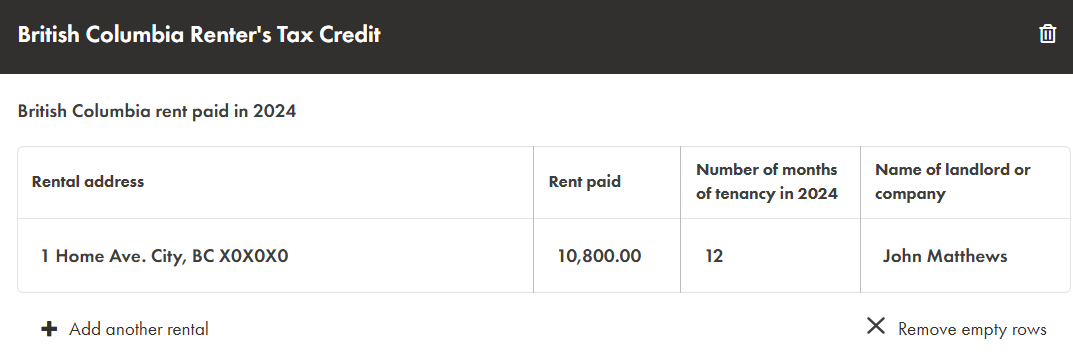 British Columbia Renter's Tax Credit
British Columbia rent paid in 2024
Rental address
Rent paid
Number of months
of tenancy in 2024
Name of landlord or
company
1 Home Ave. City, BC X0X0X0
10,800.00
12
John Matthews
Add another rental
Remove empty rows